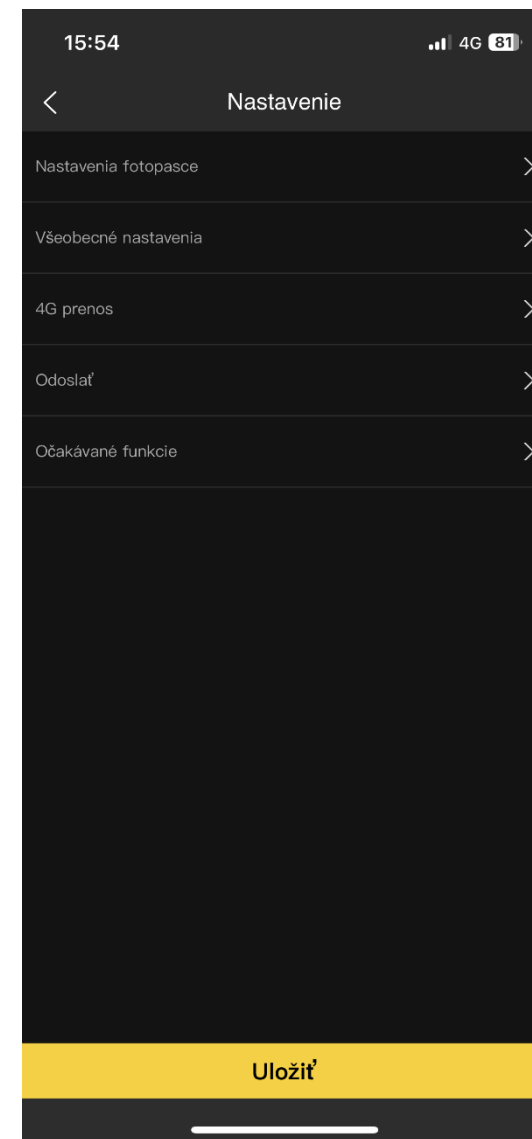 15:54 4G 81
Nastavenie
Nastavenia fotopasce
Všeobecné nastavenia
4G prenos
Odoslať
Očakávané funkcie
Uložiť